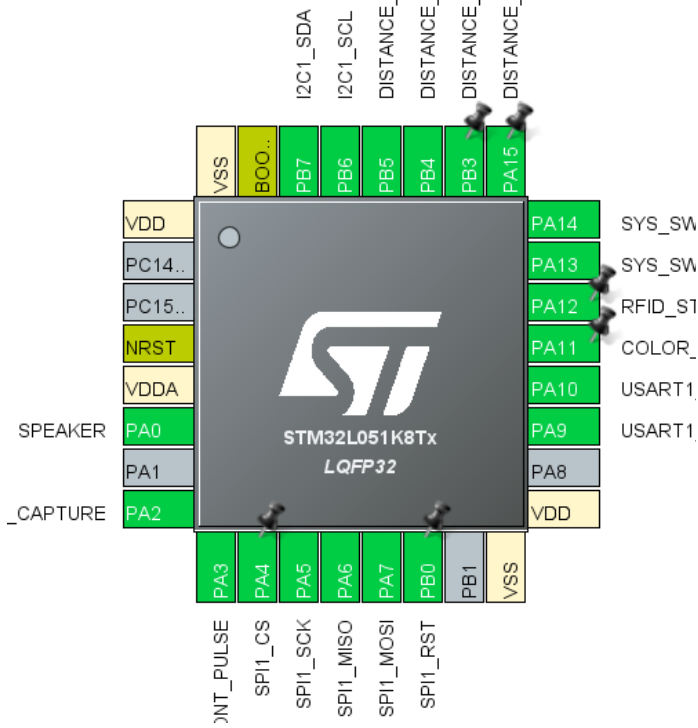 I2C1_SDA
I2C1_SCL
DISTANCE_
DISTANCE_
DISTANCE_
DISTANCE_
VSS
BOO..
PB7
PB6
PB5
PB4
PB3
PA15
VDD
PC14..
PC15..
NRST
VDDA
SPEAKER PA0
PA1
_CAPTURE PA2
STM32L051K8Tx
LQFP32
PA14 SYS_SW
PA13 SYS_SW
PA12 RFID_ST
PA11 COLOR_
PA10 USART1_
PA9 USART1_
PA8
VDD
PA3
PA4
PA5
PA6
PA7
PB0
PB1
VSS
ONT_PULSE
SPI1_CS
SPI1_SCK
SPI1_MISO
SPI1_MOSI
SPI1_RST